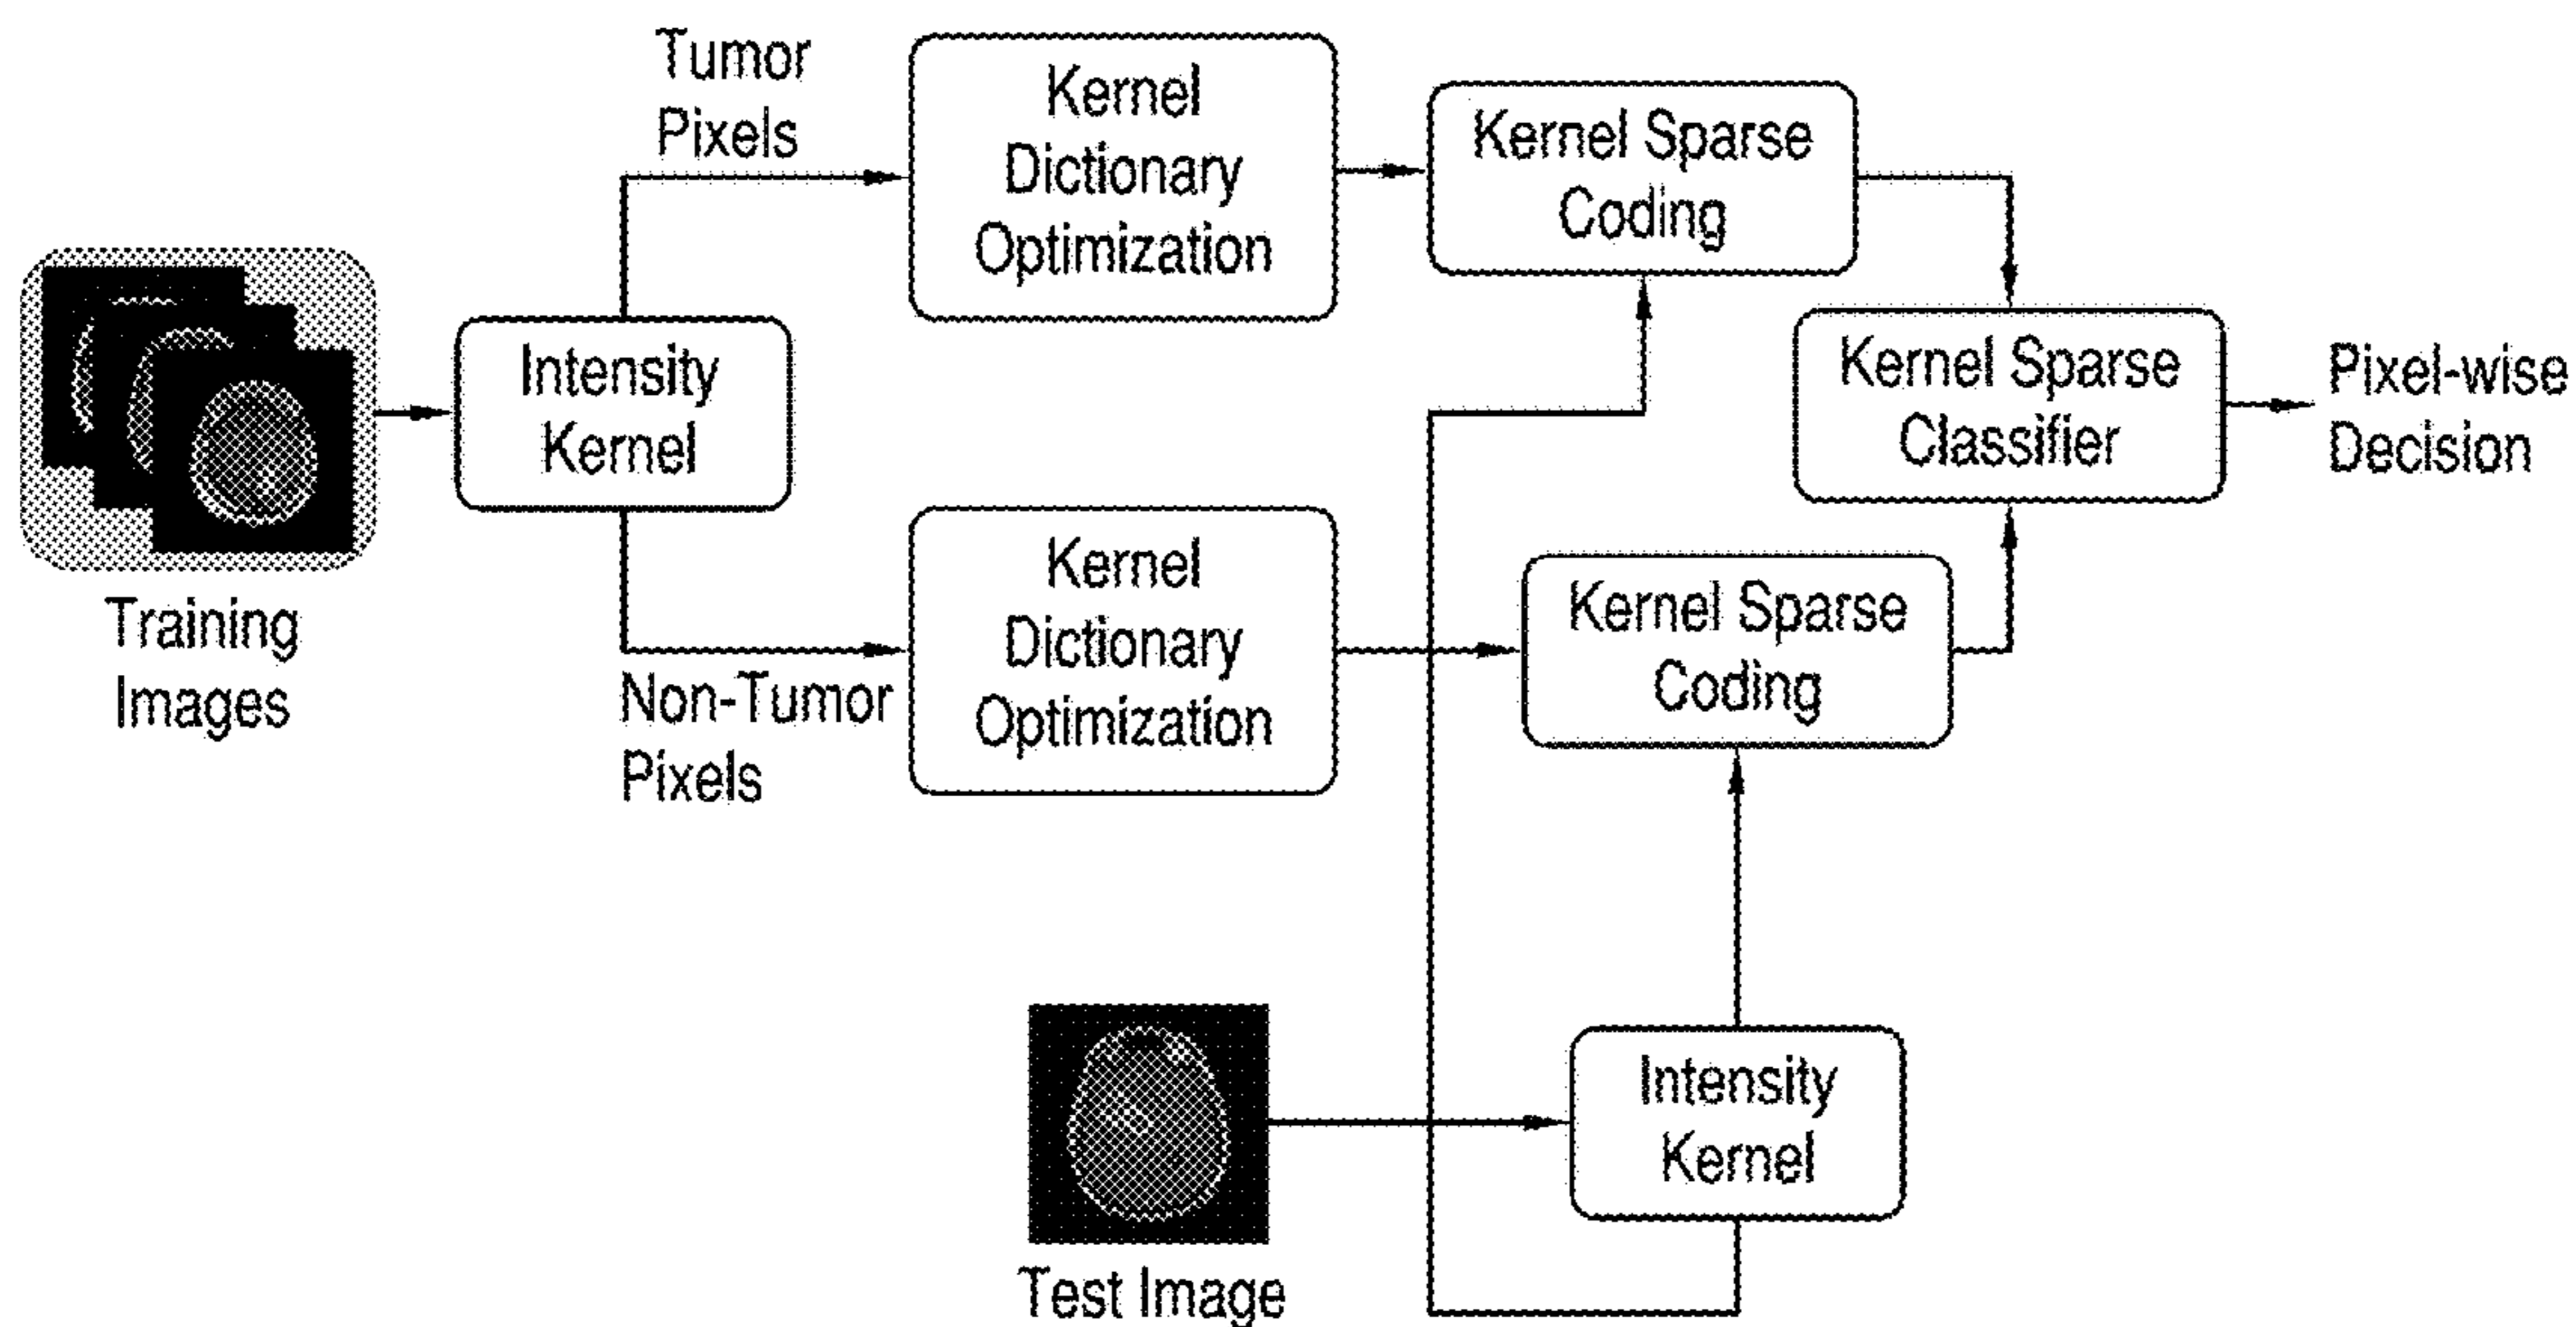 Tumor
Pixels
Kernel
Dictionary
Optimization
Kernel Sparse
Coding
Training
Images
Intensity
Kernel
Kernel Sparse
Classifier
Pixel-wise
Decision
Non-Tumor
Pixels
Kernel
Dictionary
Optimization
Kernel Sparse
Coding
Test Image
Intensity
Kernel